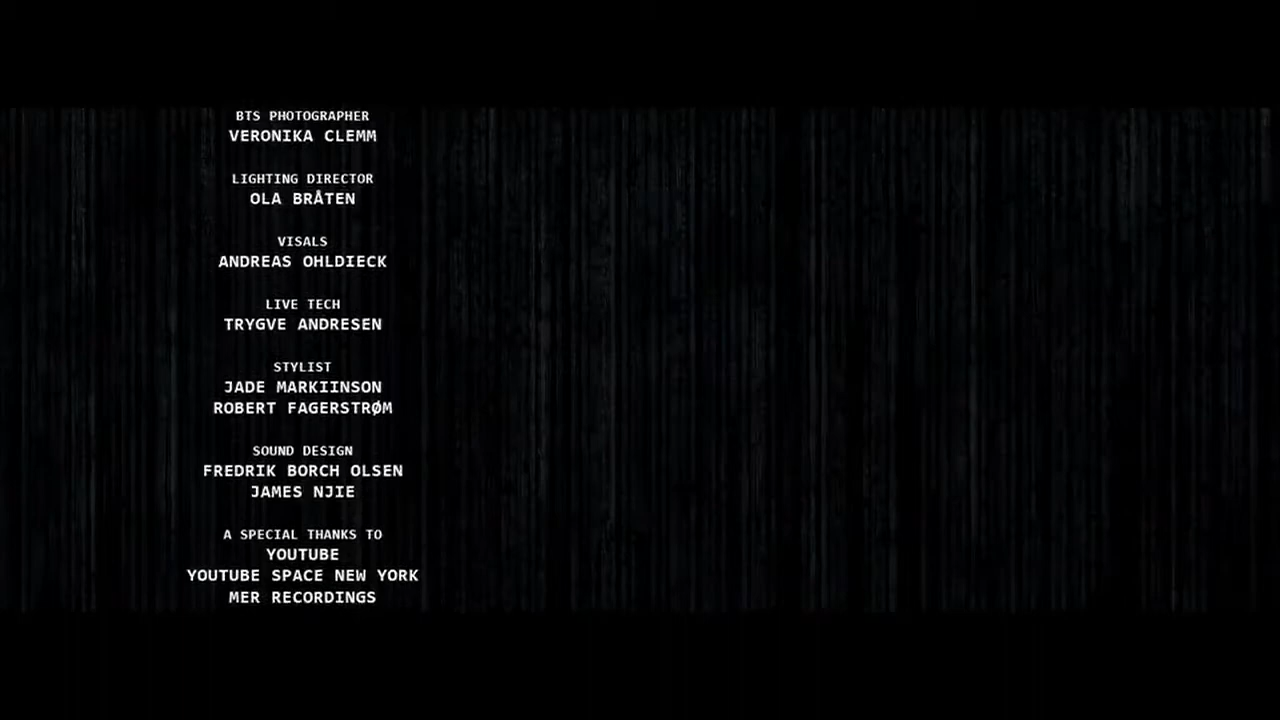 BTS PHOTOGRAPHER
VERONIKA CLEMM
LIGHTING DIRECTOR
OLA BRÅTEN
VISALS
ANDREAS OHLDIECK
LIVE TECH
TRYGVE ANDRESEN
STYLIST
JADE MARKIINSON
ROBERT FAGERSTRØM
SOUND DESIGN
FREDRIK BORCH OLSEN
JAMES NJIE
A SPECIAL THANKS TO
YOUTUBE
YOUTUBE SPACE NEW YORK
MER RECORDINGS